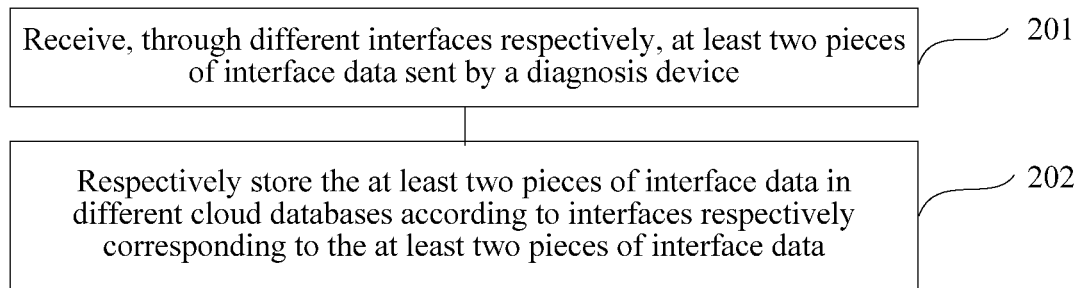 Receive, through different interfaces respectively, at least two pieces
of interface data sent by a diagnosis device
201
Respectively store the at least two pieces of interface data in
different cloud databases according to interfaces respectively
corresponding to the at least two pieces of interface data
202